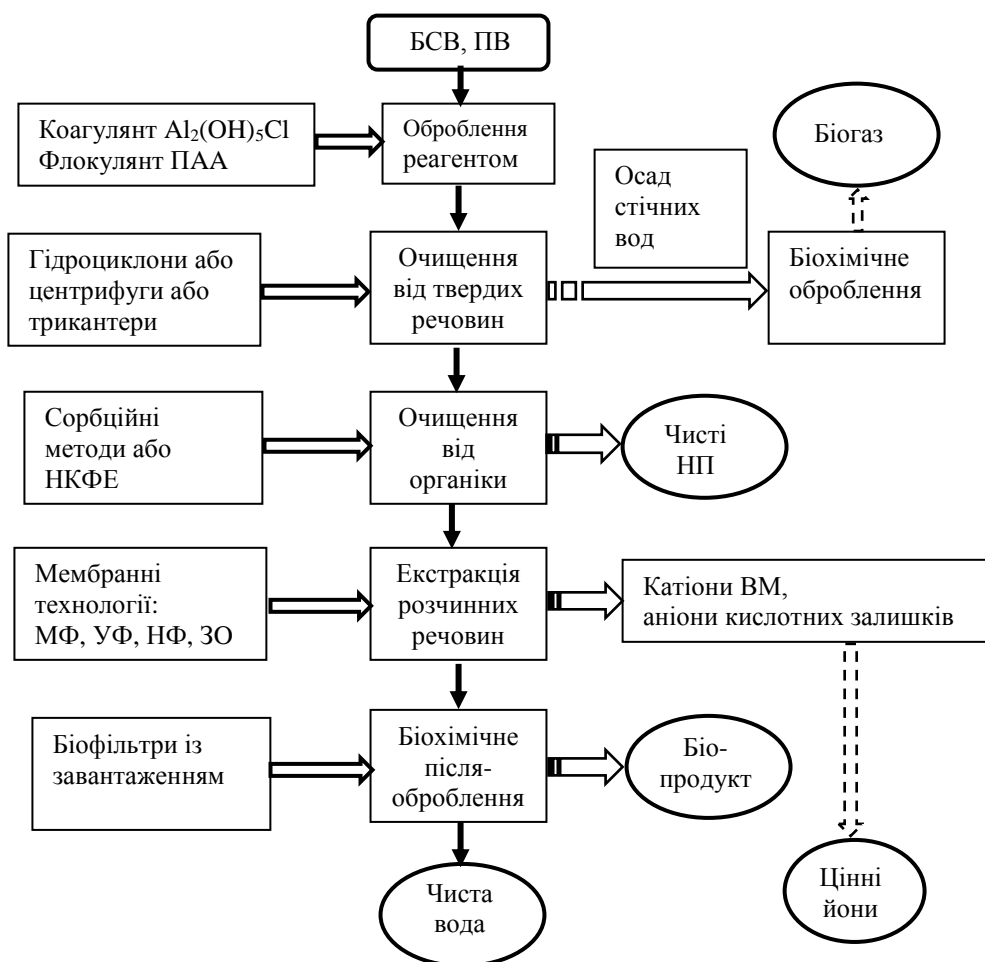 БСВ, ПВ
Коагулянт Al₂(OH)₅Cl
Флокулянт ПАА
Оброблення
реагентом
Осад
стічних
вод
Біогаз
Гідроциклони або
центрифуги або
трикантери
Очищення
від твердих
речовин
Біохімічне
оброблення
Сорбційні
методи або
НКФЕ
Очищення
від
органіки
Чисті
НП
Мембранні
технології:
МФ, УФ, НФ, ЗО
Екстракція
розчинних
речовин
Катіони ВМ,
аніони кислотних залишків
Біофільтри із
завантаженням
Біохімічне
після-
оброблення
Біо-
продукт
Чиста
вода
Цінні
йони